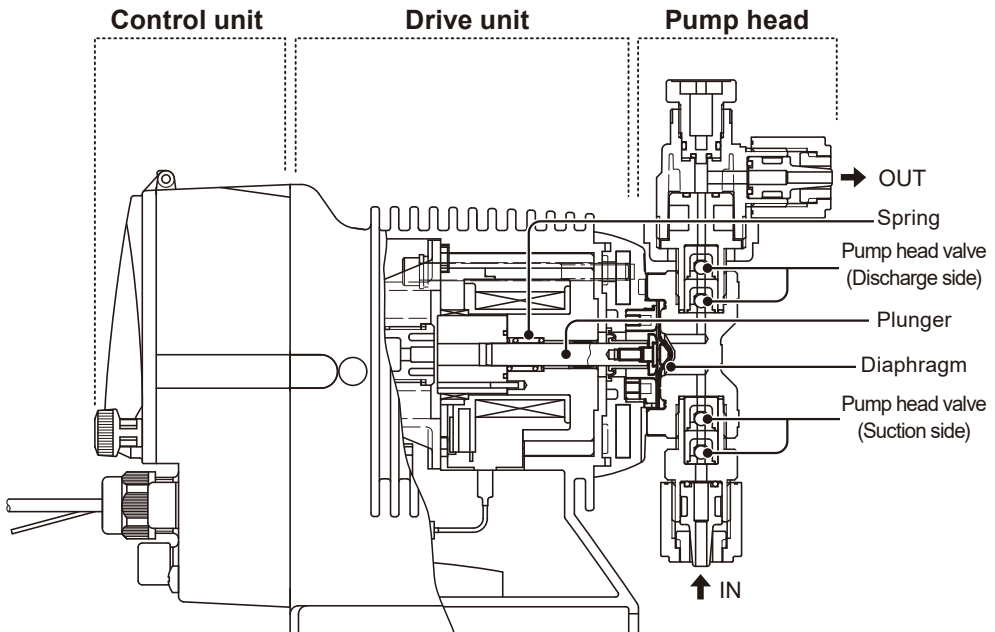 Control unit
Drive unit
Pump head
OUT
Spring
Pump head valve
(Discharge side)
Plunger
Diaphragm
Pump head valve
(Suction side)
IN